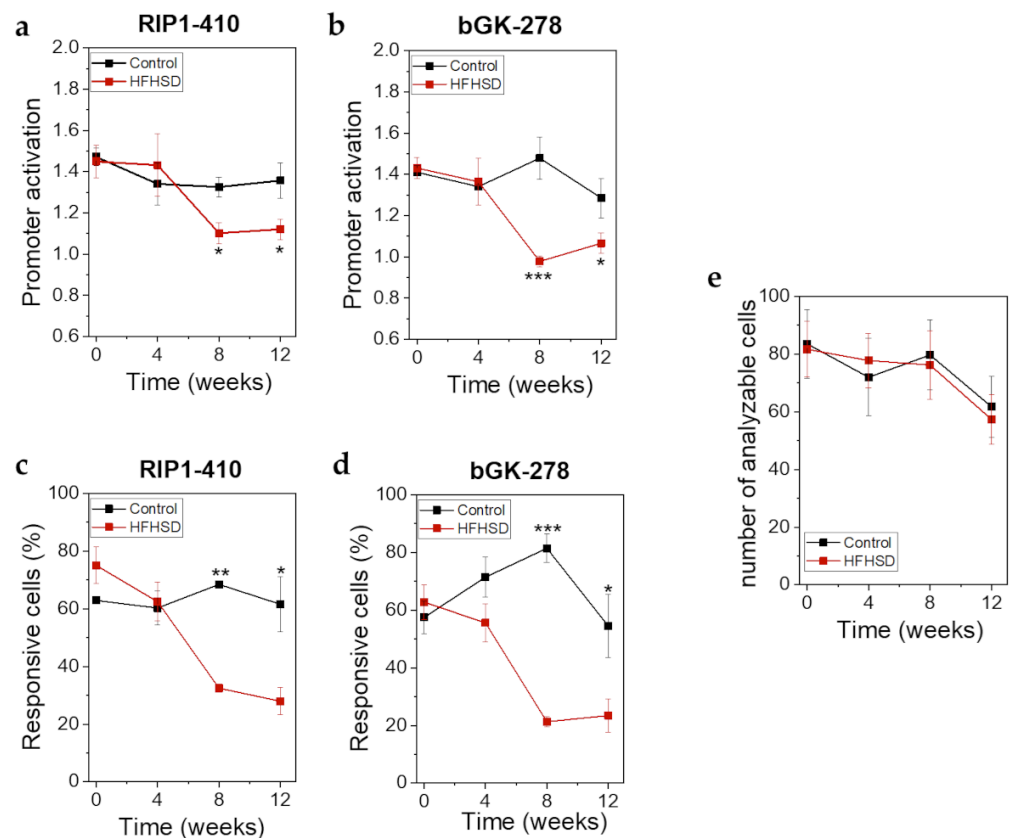 a
RIP1-410
2.0
1.8
1.6
1.4
1.2
1.0
0.8
0.6
Promoter activation
Control
HFHSD
*
*
0
4
8
12
Time (weeks)
b
bGK-278
2.0
1.8
1.6
1.4
1.2
1.0
0.8
0.6
Promoter activation
Control
HFHSD
***
*
0
4
8
12
Time (weeks)
c
RIP1-410
100
80
60
40
20
0
Responsive cells (%)
Control
HFHSD
**
*
0
4
8
12
Time (weeks)
d
bGK-278
100
80
60
40
20
0
Responsive cells (%)
Control
HFHSD
***
*
0
4
8
12
Time (weeks)
e
100
80
60
40
20
0
number of analyzable cells
Control
HFHSD
0
4
8
12
Time (weeks)